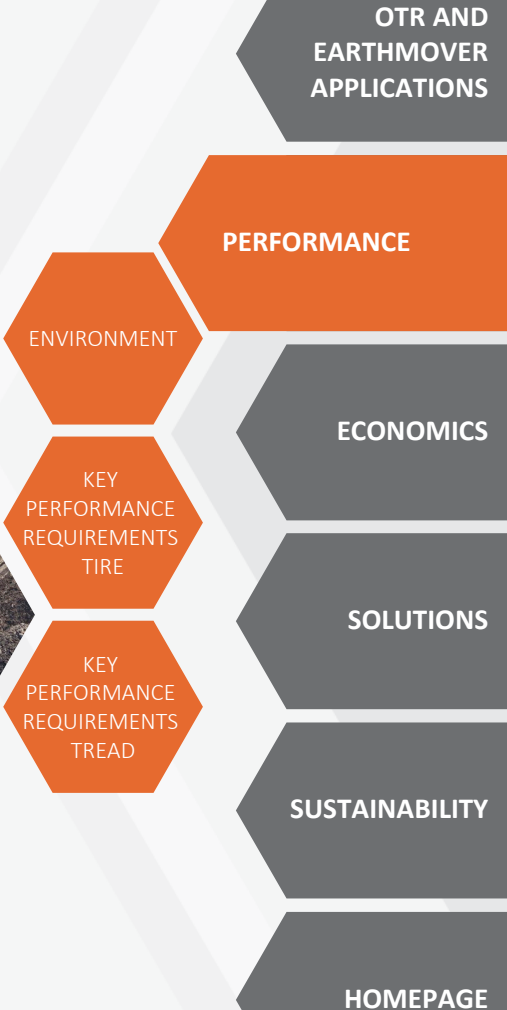 OTR AND
EARTHMOVER
APPLICATIONS
PERFORMANCE
ENVIRONMENT
KEY
PERFORMANCE
REQUIREMENTS
TIRE
KEY
PERFORMANCE
REQUIREMENTS
TREAD
ECONOMICS
SOLUTIONS
SUSTAINABILITY
HOMEPAGE